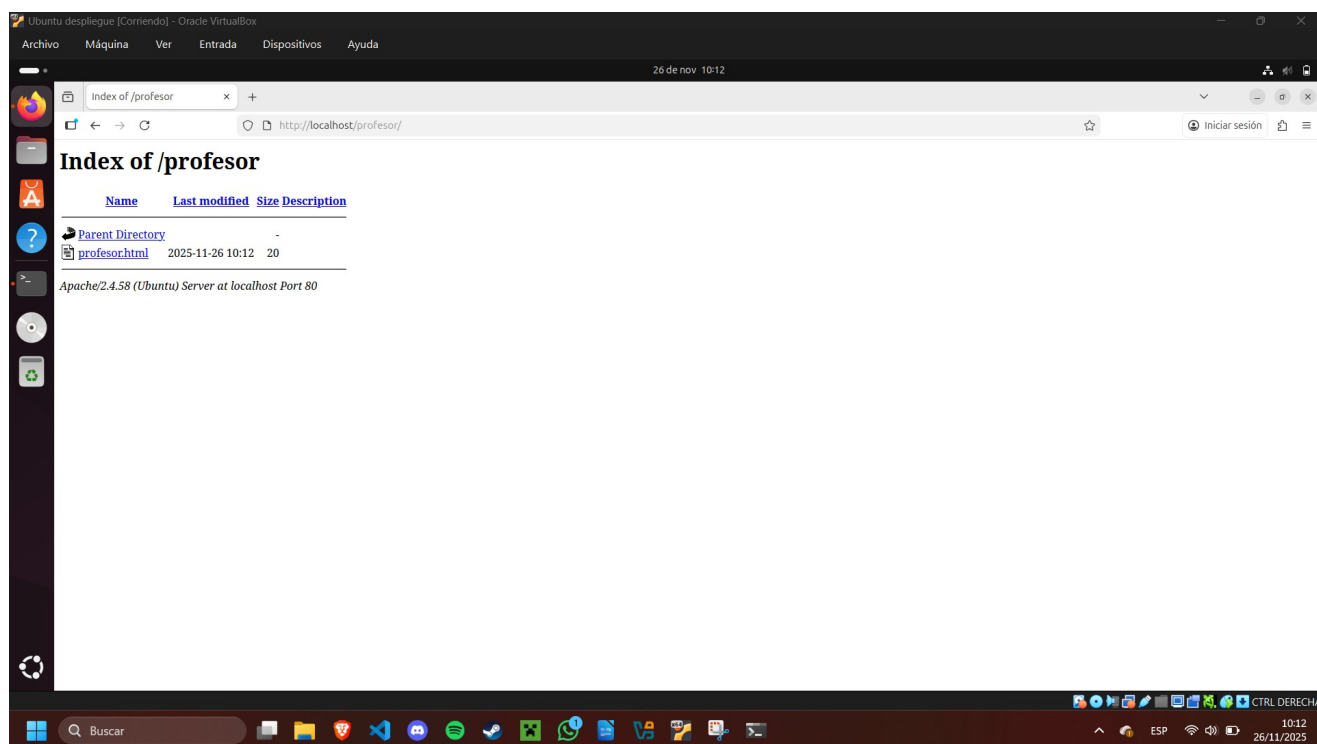 Ubuntu despliegue [Corriendo] - Oracle VirtualBox
Archivo Máquina Ver Entrada Dispositivos Ayuda
26 de nov 10:12
Index of /profesor
http://localhost/profesor/
Iniciar sesión
Index of /profesor
Name Last modified Size Description
Parent Directory -
profesor.html 2025-11-26 10:12 20
Apache/2.4.58 (Ubuntu) Server at localhost Port 80
CTRL DERECHA
Buscar
1
ESP
10:12
26/11/2025